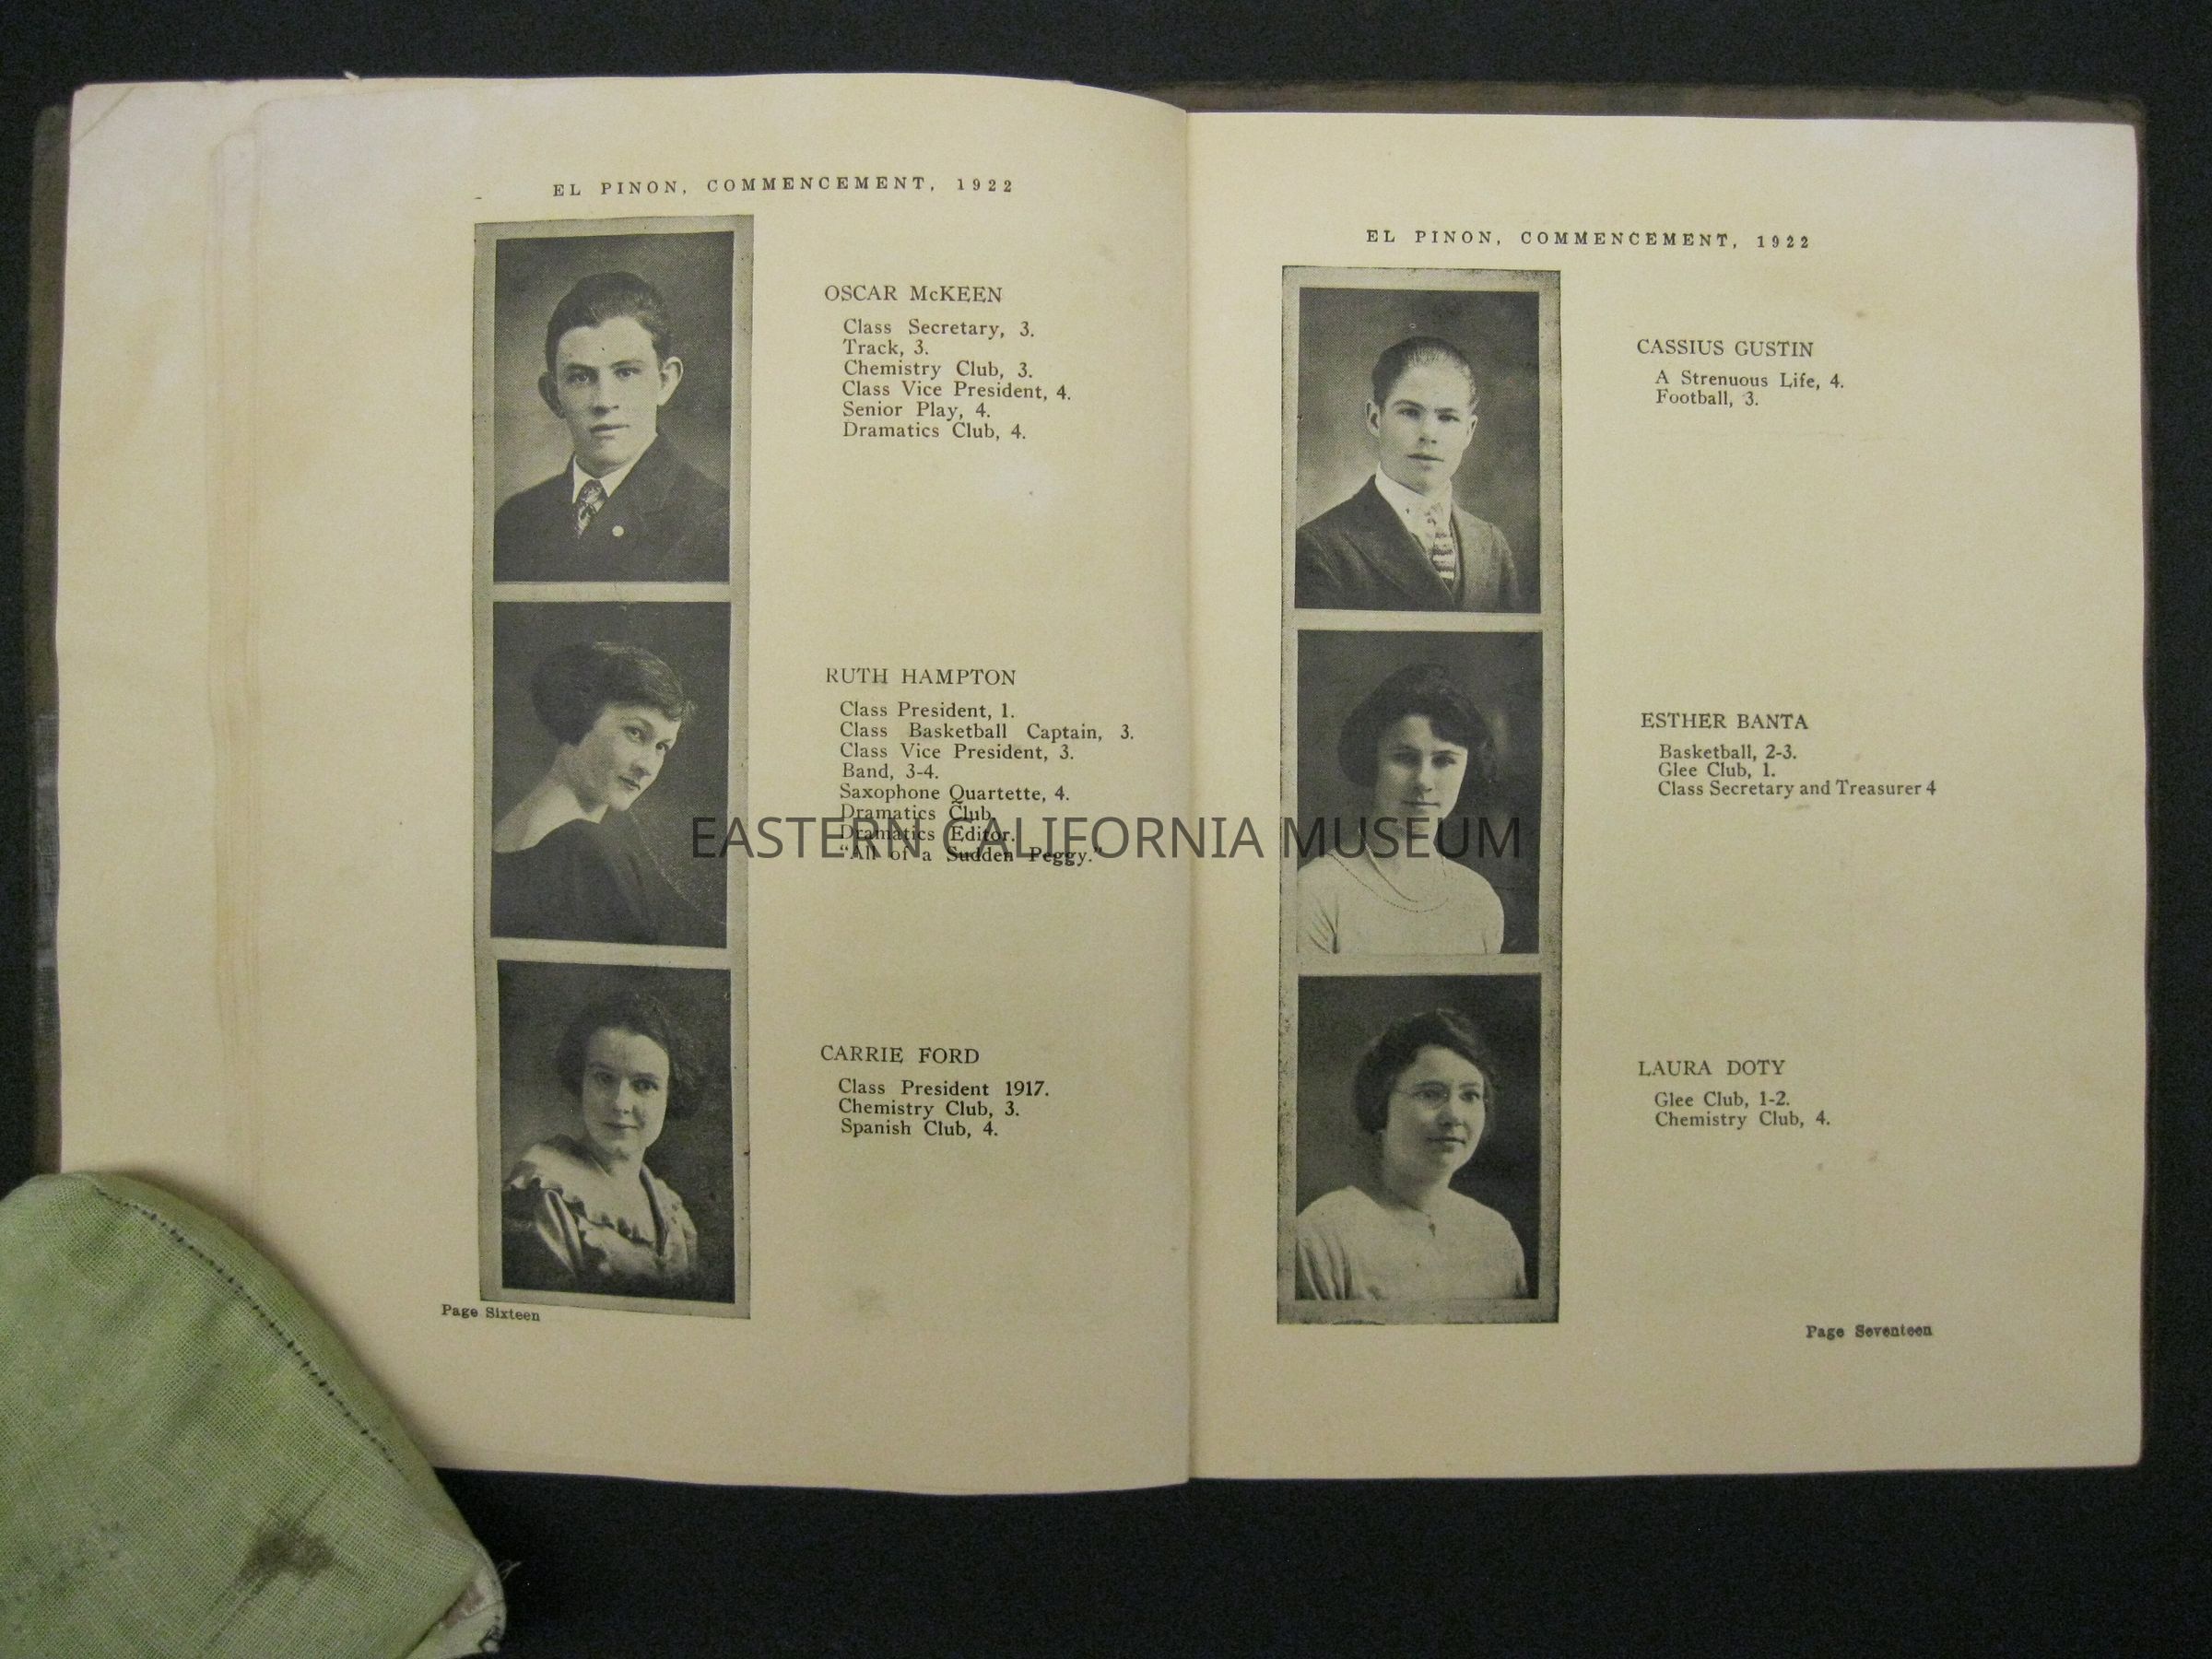 EL PINON, COMMENCEMENT, 1922
OSCAR McKEEN
Class Secretary, 3.
Track, 3.
Chemistry Club, 3.
Class Vice President, 4.
Senior Play, 4.
Dramatics Club, 4.
RUTH HAMPTON
Class President, 1.
Class Basketball Captain, 3.
Class Vice President, 3.
Band, 3-4.
Saxophone Quartette, 4.
Dramatics Club.
Dramatics Editor.
"All of a Sudden Peggy."
CARRIE FORD
Class President 1917.
Chemistry Club, 3.
Spanish Club, 4.
Page Sixteen
EL PINON, COMMENCEMENT, 1922
CASSIUS GUSTIN
A Strenuous Life, 4.
Football, 3.
ESTHER BANTA
Basketball, 2-3.
Glee Club, 1.
Class Secretary and Treasurer 4
LAURA DOTY
Glee Club, 1-2.
Chemistry Club, 4.
Page Seventeen
EASTERN CALIFORNIA MUSEUM